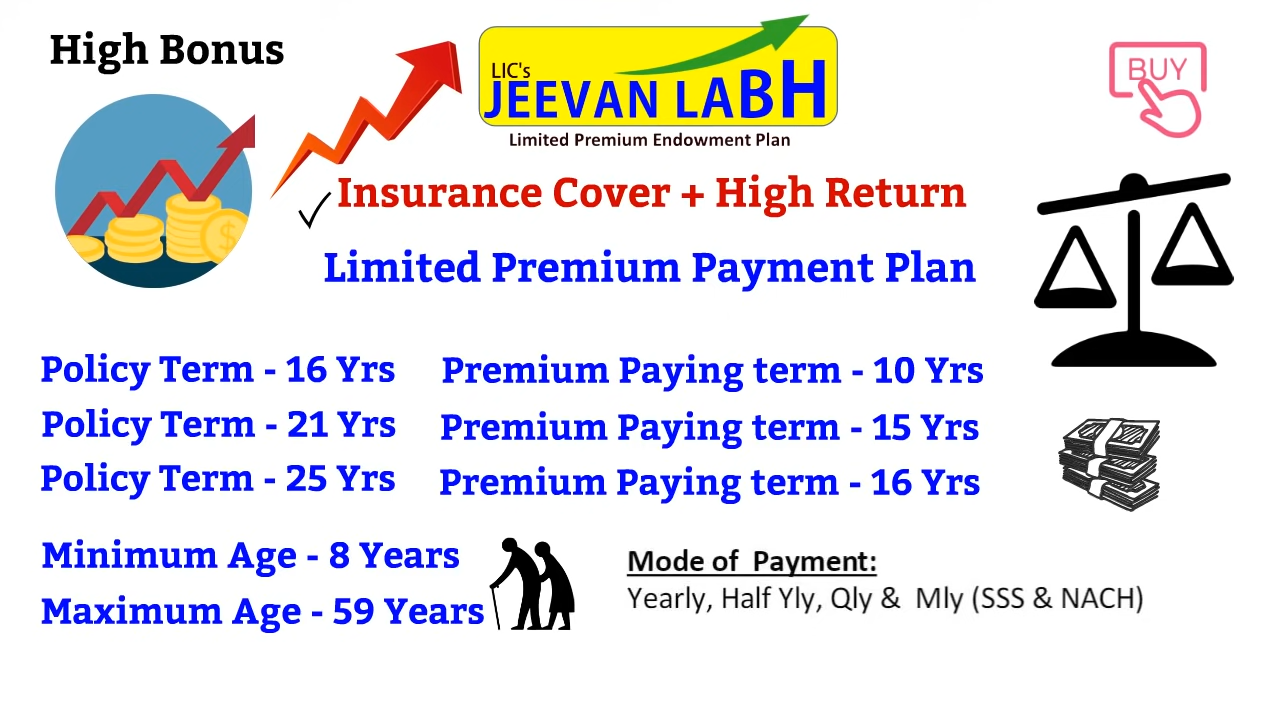 High Bonus
LIC's
JEEVAN LABH
Limited Premium Endowment Plan
BUY
Insurance Cover + High Return
Limited Premium Payment Plan
$
Policy Term - 16 Yrs Premium Paying term - 10 Yrs
Policy Term - 21 Yrs Premium Paying term - 15 Yrs
Policy Term - 25 Yrs Premium Paying term - 16 Yrs
Minimum Age - 8 Years
Maximum Age - 59 Years
Mode of Payment:
Yearly, Half Yly, Qly & Mly (SSS & NACH)